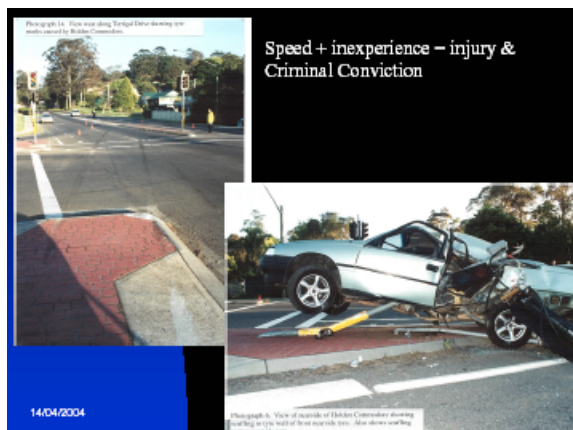 Photograph 1a. View west along Terrigal Drive showing tyre
marks caused by Holden Commodore.
Speed + inexperience – injury &
Criminal Conviction
Photograph 6. View of nearside of Holden Commodore showing
scuffing to tyre wall of front nearside tyre. Also shows scuffing
14/04/2004